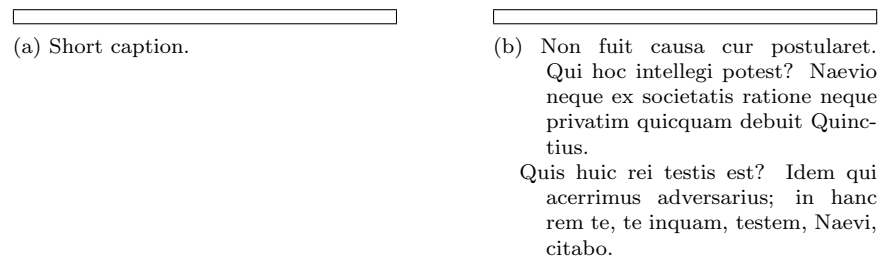 (a) Short caption.
(b) Non fuit causa cur postularet.
Qui hoc intellegi potest? Naevio
neque ex societatis ratione neque
privatim quicquam debuit Quinc-
tius.
Quis huic rei testis est? Idem qui
acerrimus adversarius; in hanc
rem te, te inquam, testem, Naevi,
citabo.